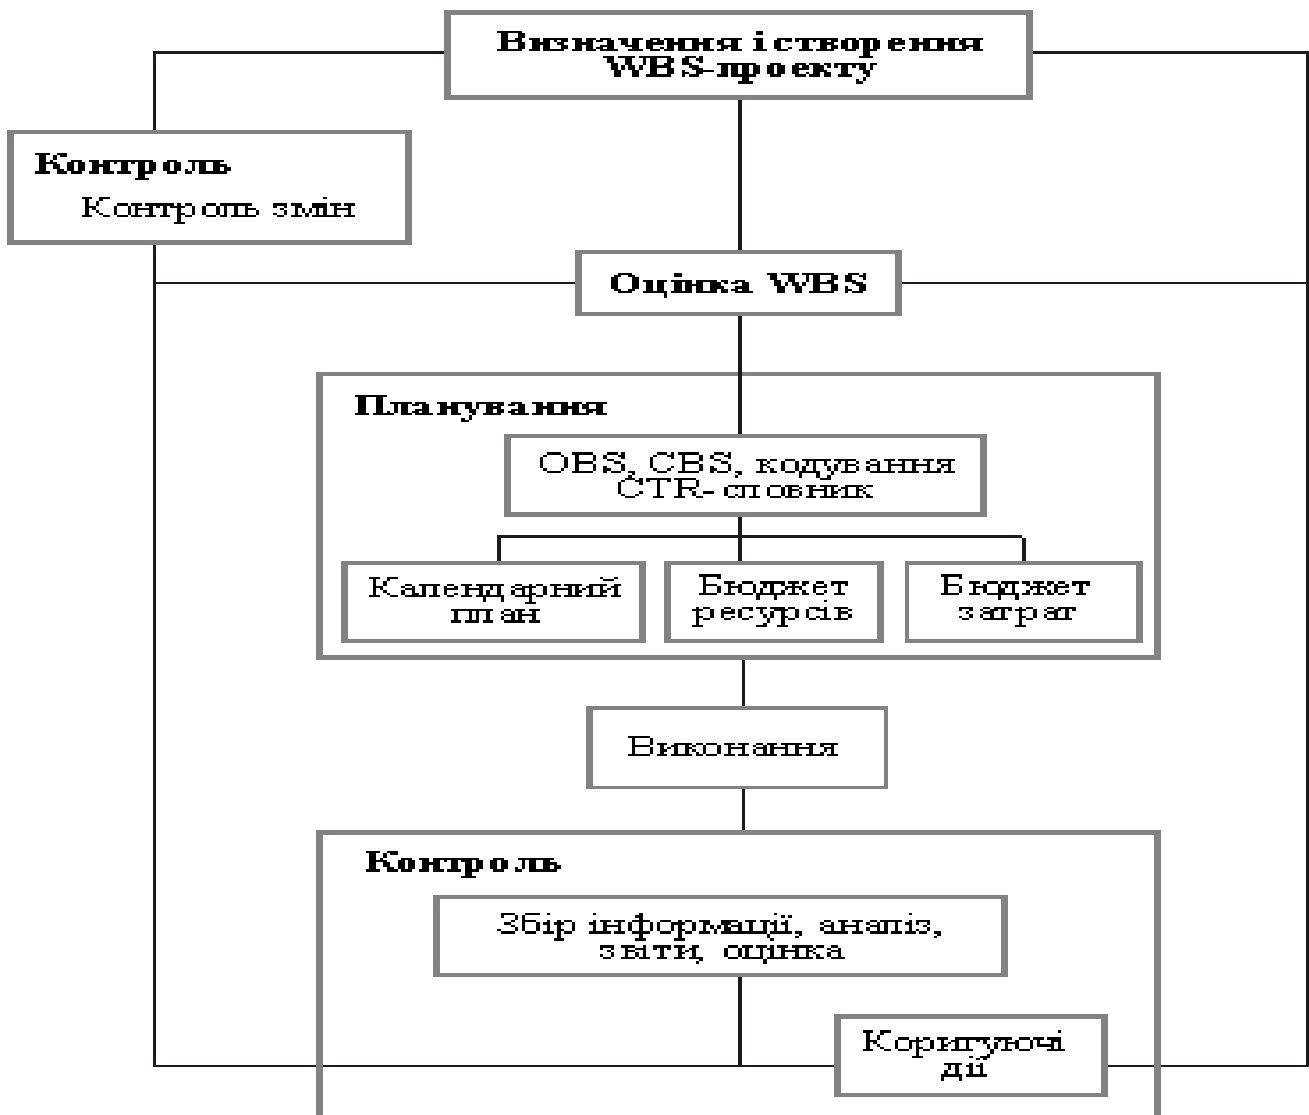 Визначення і створення
WBS-проекту
Контроль
Контроль змін
Оцінка WBS
Планування
OBS, CBS, кодування
CTR-словник
Календарний
план
Бюджет
ресурсів
Бюджет
затрат
Виконання
Контроль
Збір інформації, аналіз,
звіти, оцінка
Коригуючі
дії